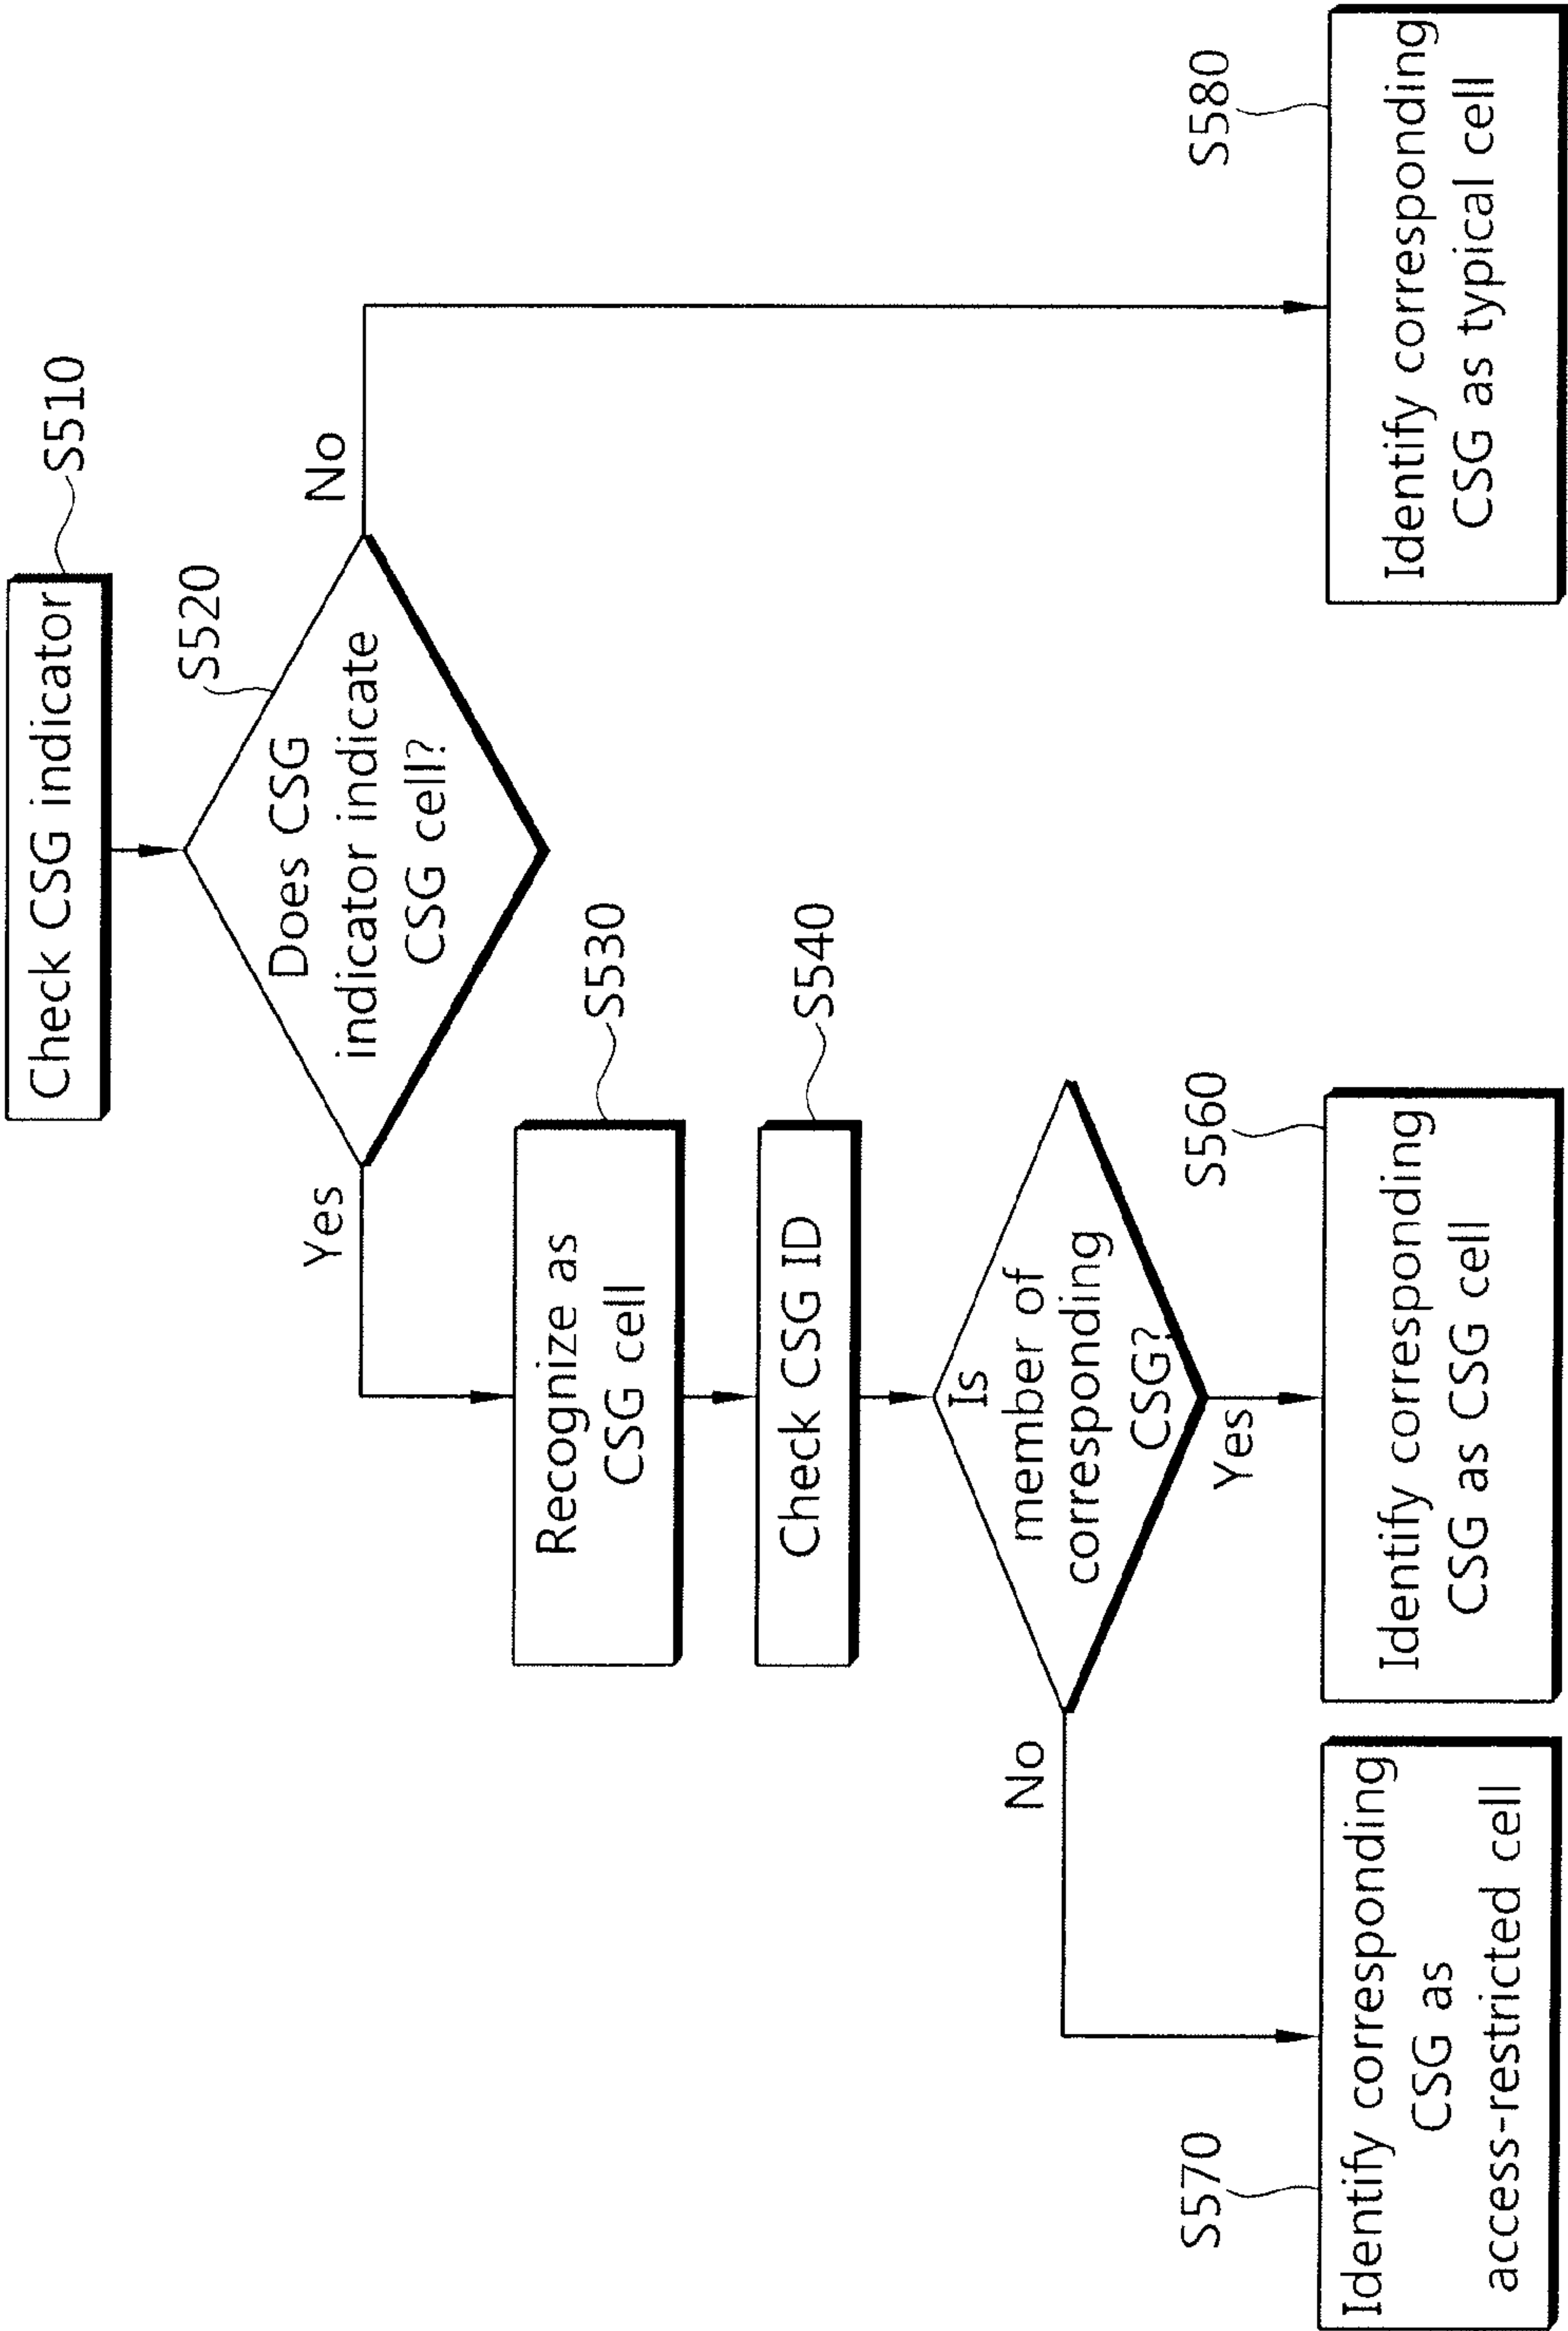 Check CSG indicator
S510
Does CSG
indicator indicate
CSG cell?
S520
Yes
No
Recognize as
CSG cell
S530
Check CSG ID
S540
Is
member of
corresponding
CSG?
No
Yes
S570
Identify corresponding
CSG as
access-restricted cell
S560
Identify corresponding
CSG as CSG cell
S580
Identify corresponding
CSG as typical cell